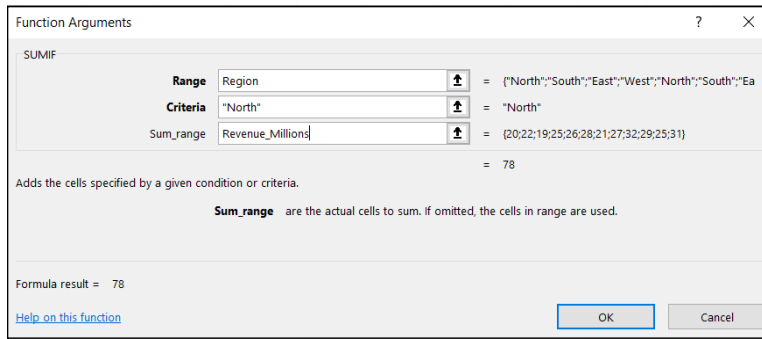 Function Arguments ? ×
SUMIF
Range Region = {"North";"South";"East";"West";"North";"South";"Ea
Criteria "North" = "North"
Sum_range Revenue_Millions = {20;22;19;25;26;28;21;27;32;29;25;31}
= 78
Adds the cells specified by a given condition or criteria.
Sum_range are the actual cells to sum. If omitted, the cells in range are used.
Formula result = 78
Help on this function OK Cancel